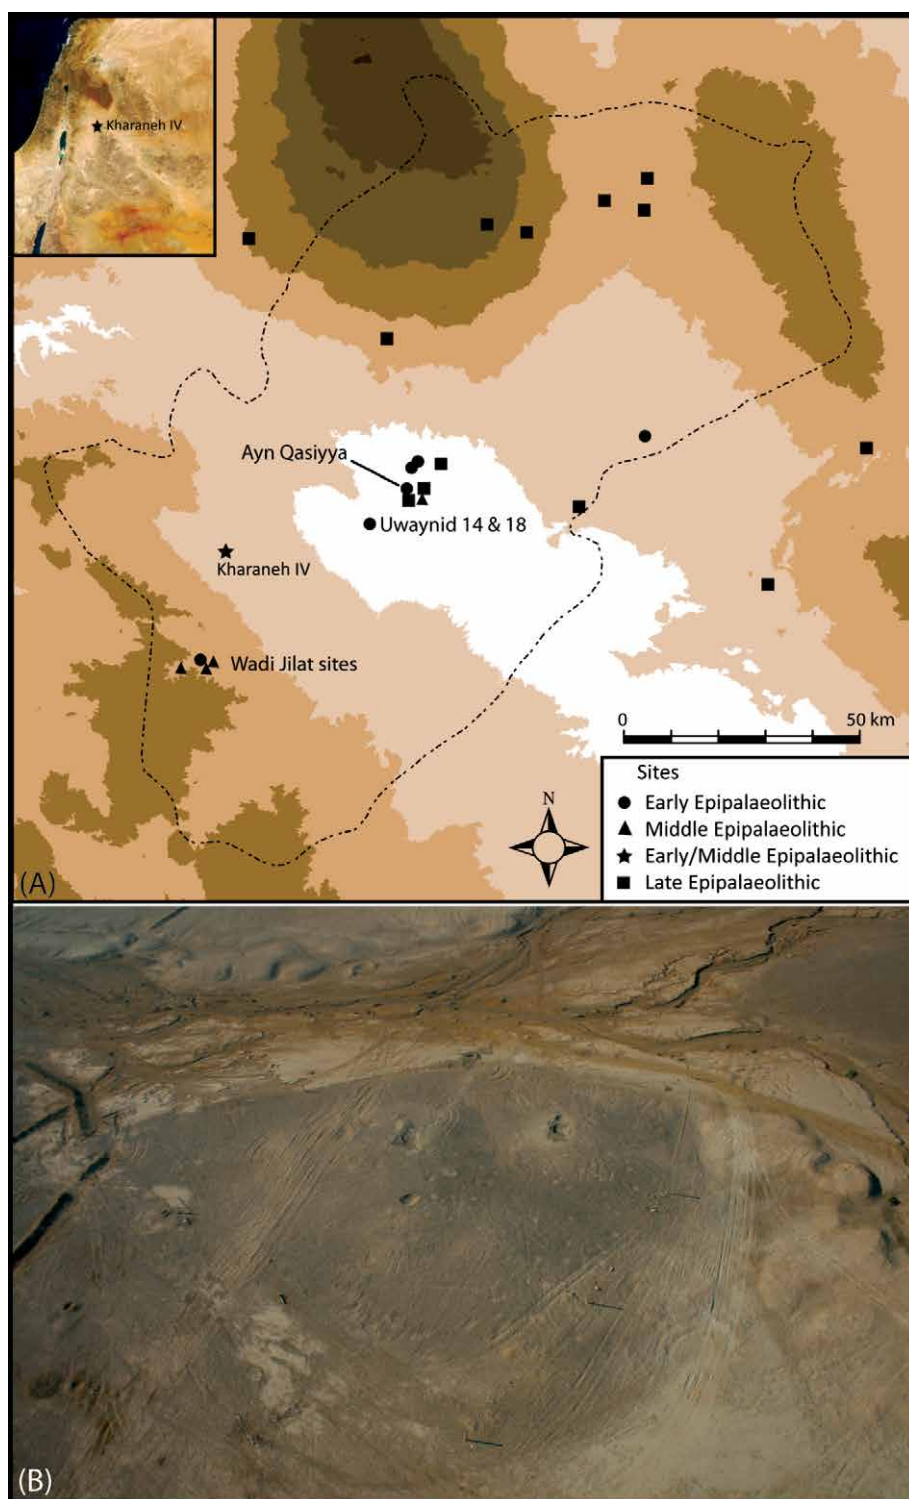 Kharaneh IV
Ayn Qasiyya
Uwaynid 14 & 18
Kharaneh IV
Wadi Jilat sites
0 50 km
N
Sites
Early Epipalaeolithic
Middle Epipalaeolithic
Early/Middle Epipalaeolithic
Late Epipalaeolithic
(A)
(B)